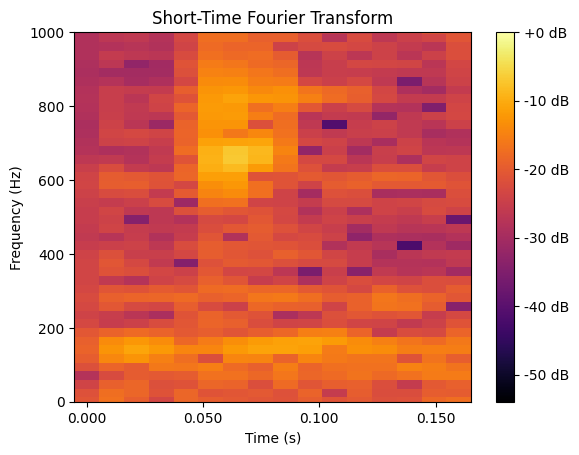 Short-Time Fourier Transform
Frequency (Hz)
1000
800
600
400
200
0
0.000
0.050
0.100
0.150
Time (s)
+0 dB
-10 dB
-20 dB
-30 dB
-40 dB
-50 dB